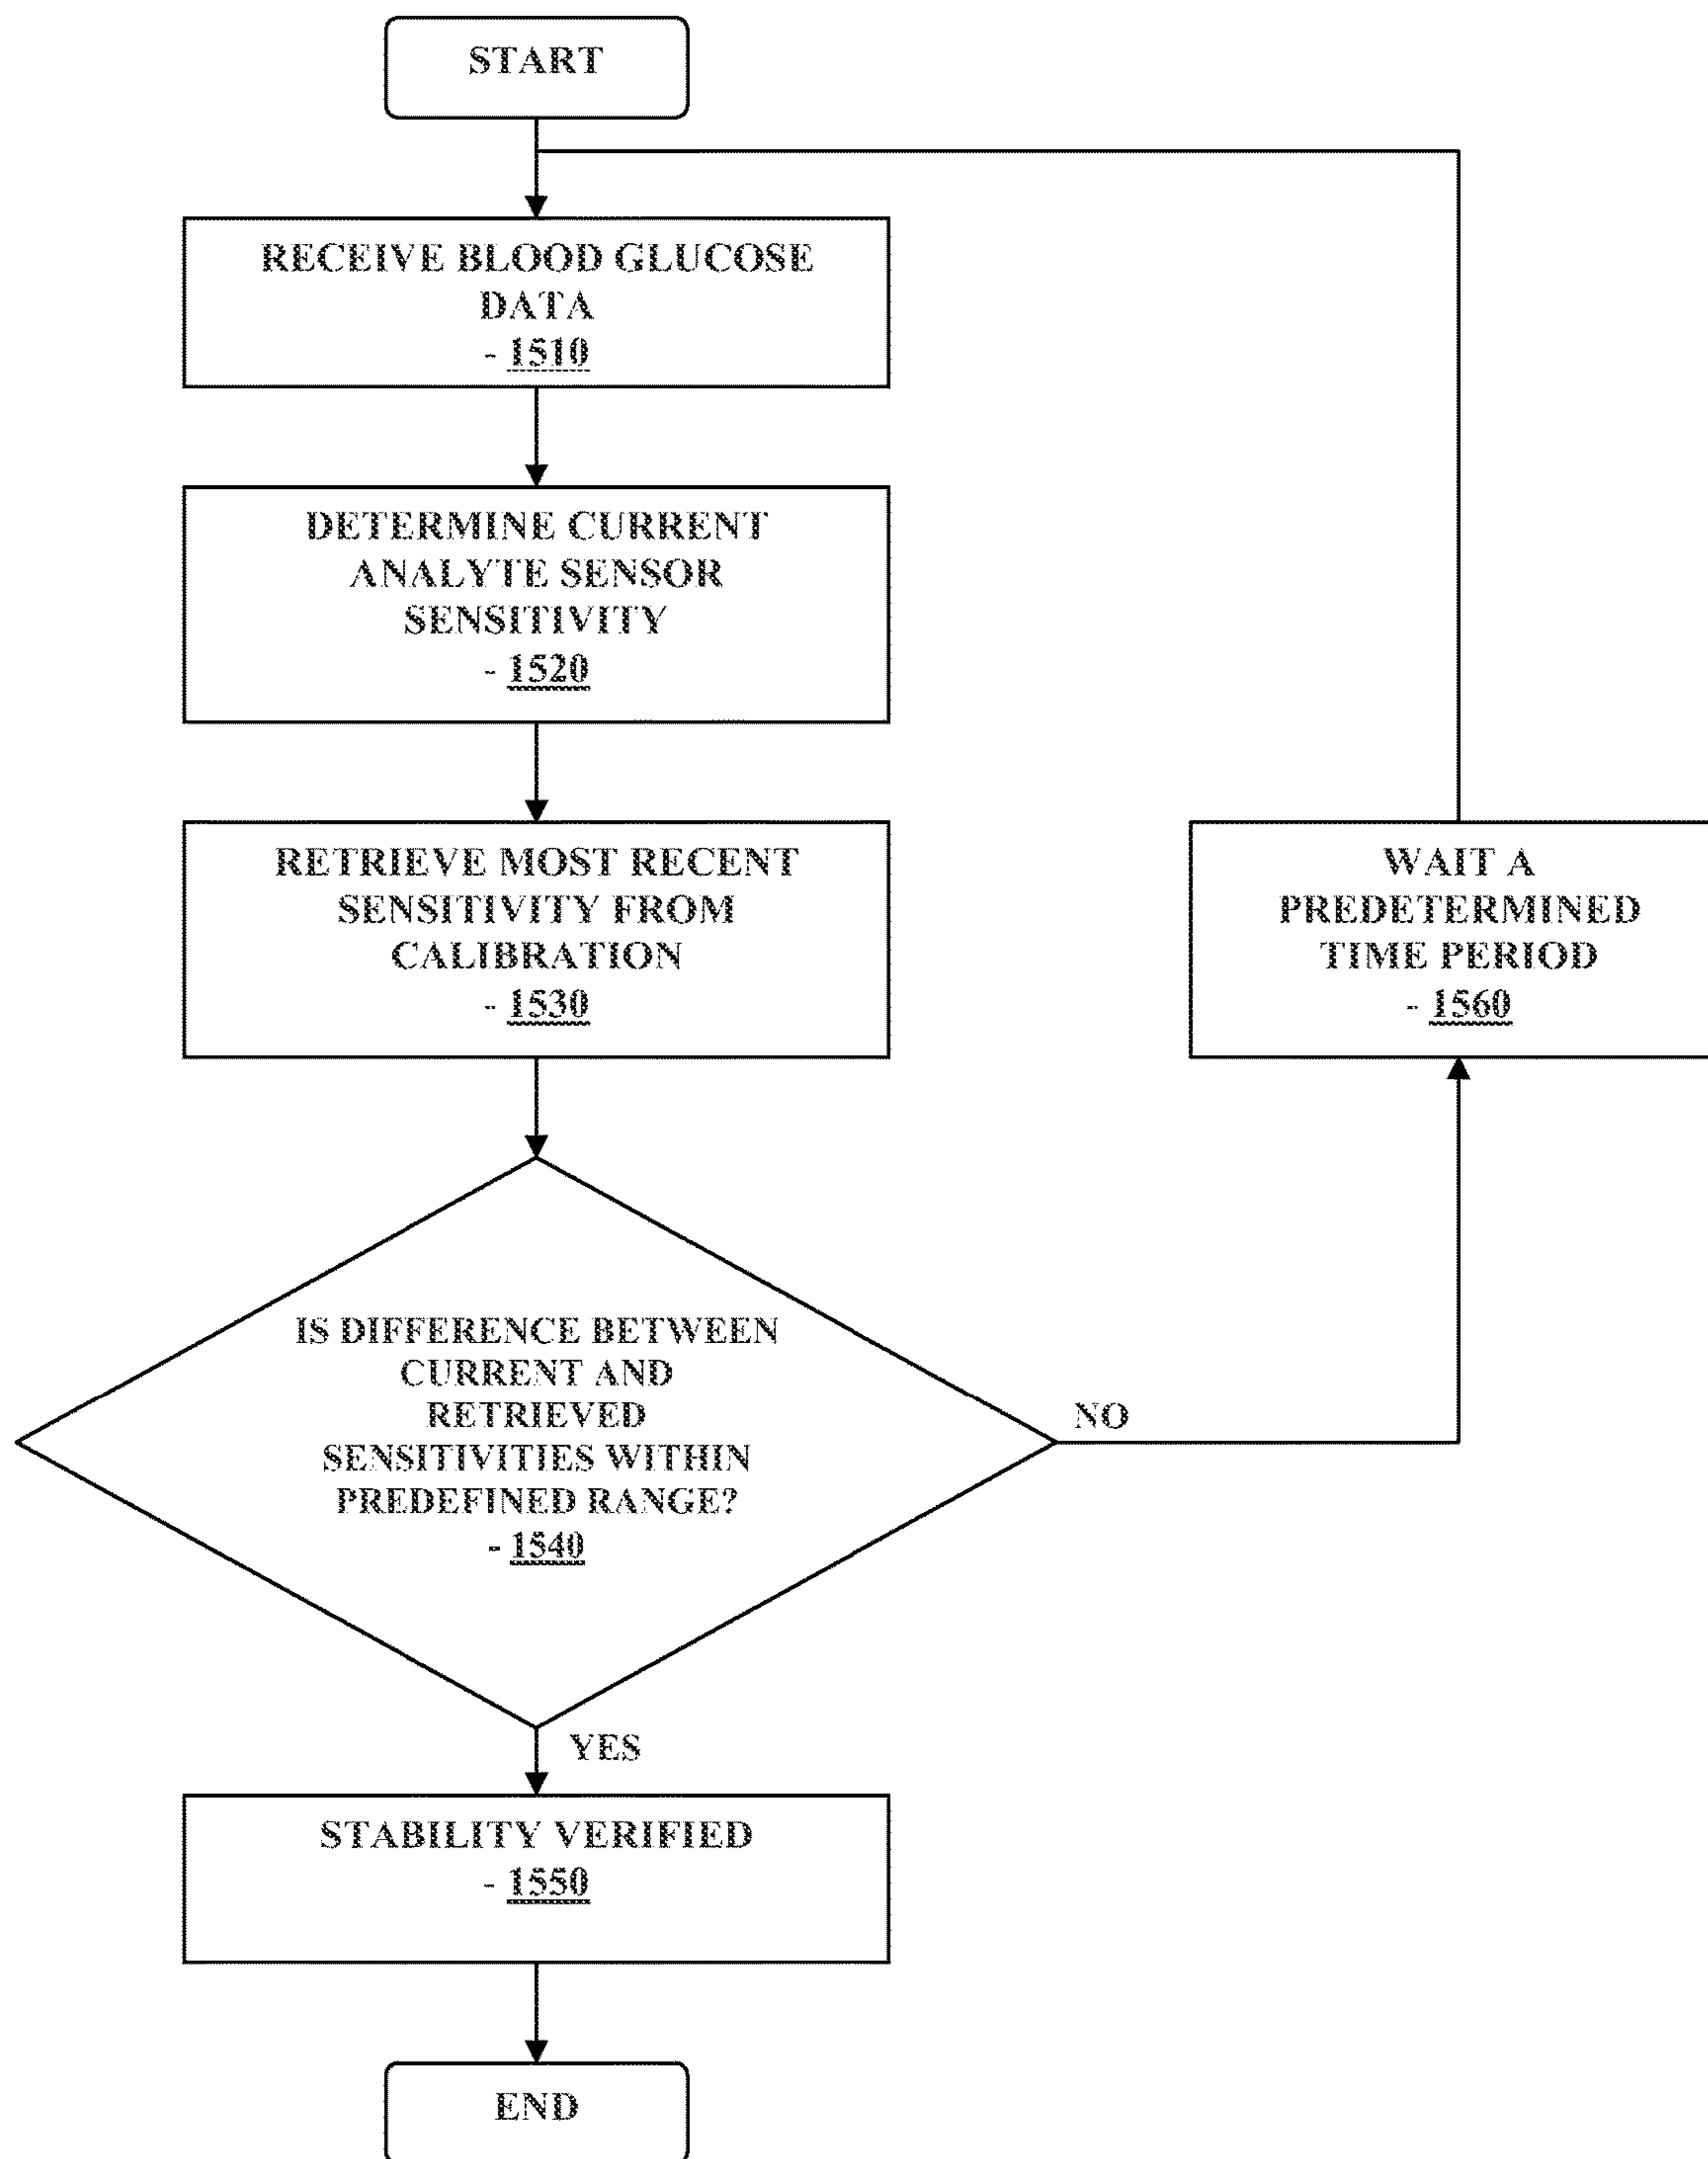 START
RECEIVE BLOOD GLUCOSE
DATA
- 1510
DETERMINE CURRENT
ANALYTE SENSOR
SENSITIVITY
- 1520
RETRIEVE MOST RECENT
SENSITIVITY FROM
CALIBRATION
- 1530
WAIT A
PREDETERMINED
TIME PERIOD
- 1560
IS DIFFERENCE BETWEEN
CURRENT AND
RETRIEVED
SENSITIVITIES WITHIN
PREDEFINED RANGE?
- 1540
NO
YES
STABILITY VERIFIED
- 1550
END